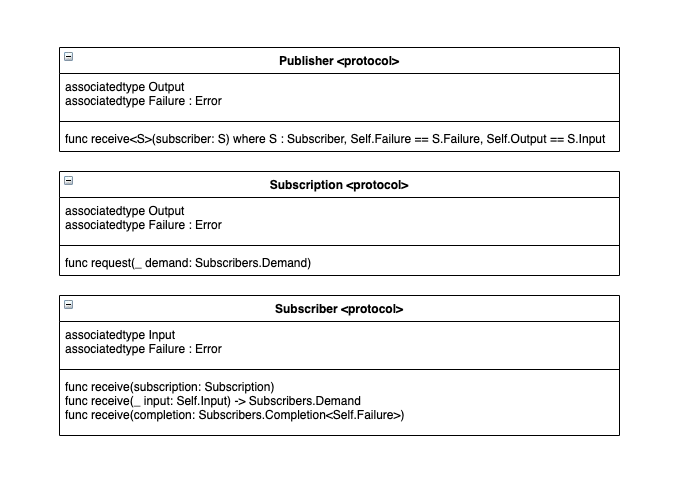 Publisher <protocol>
associatedtype Output
associatedtype Failure : Error
func receive<S>(subscriber: S) where S : Subscriber, Self.Failure == S.Failure, Self.Output == S.Input
Subscription <protocol>
associatedtype Output
associatedtype Failure : Error
func request(_ demand: Subscribers.Demand)
Subscriber <protocol>
associatedtype Input
associatedtype Failure : Error
func receive(subscription: Subscription)
func receive(_ input: Self.Input) -> Subscribers.Demand
func receive(completion: Subscribers.Completion<Self.Failure>)